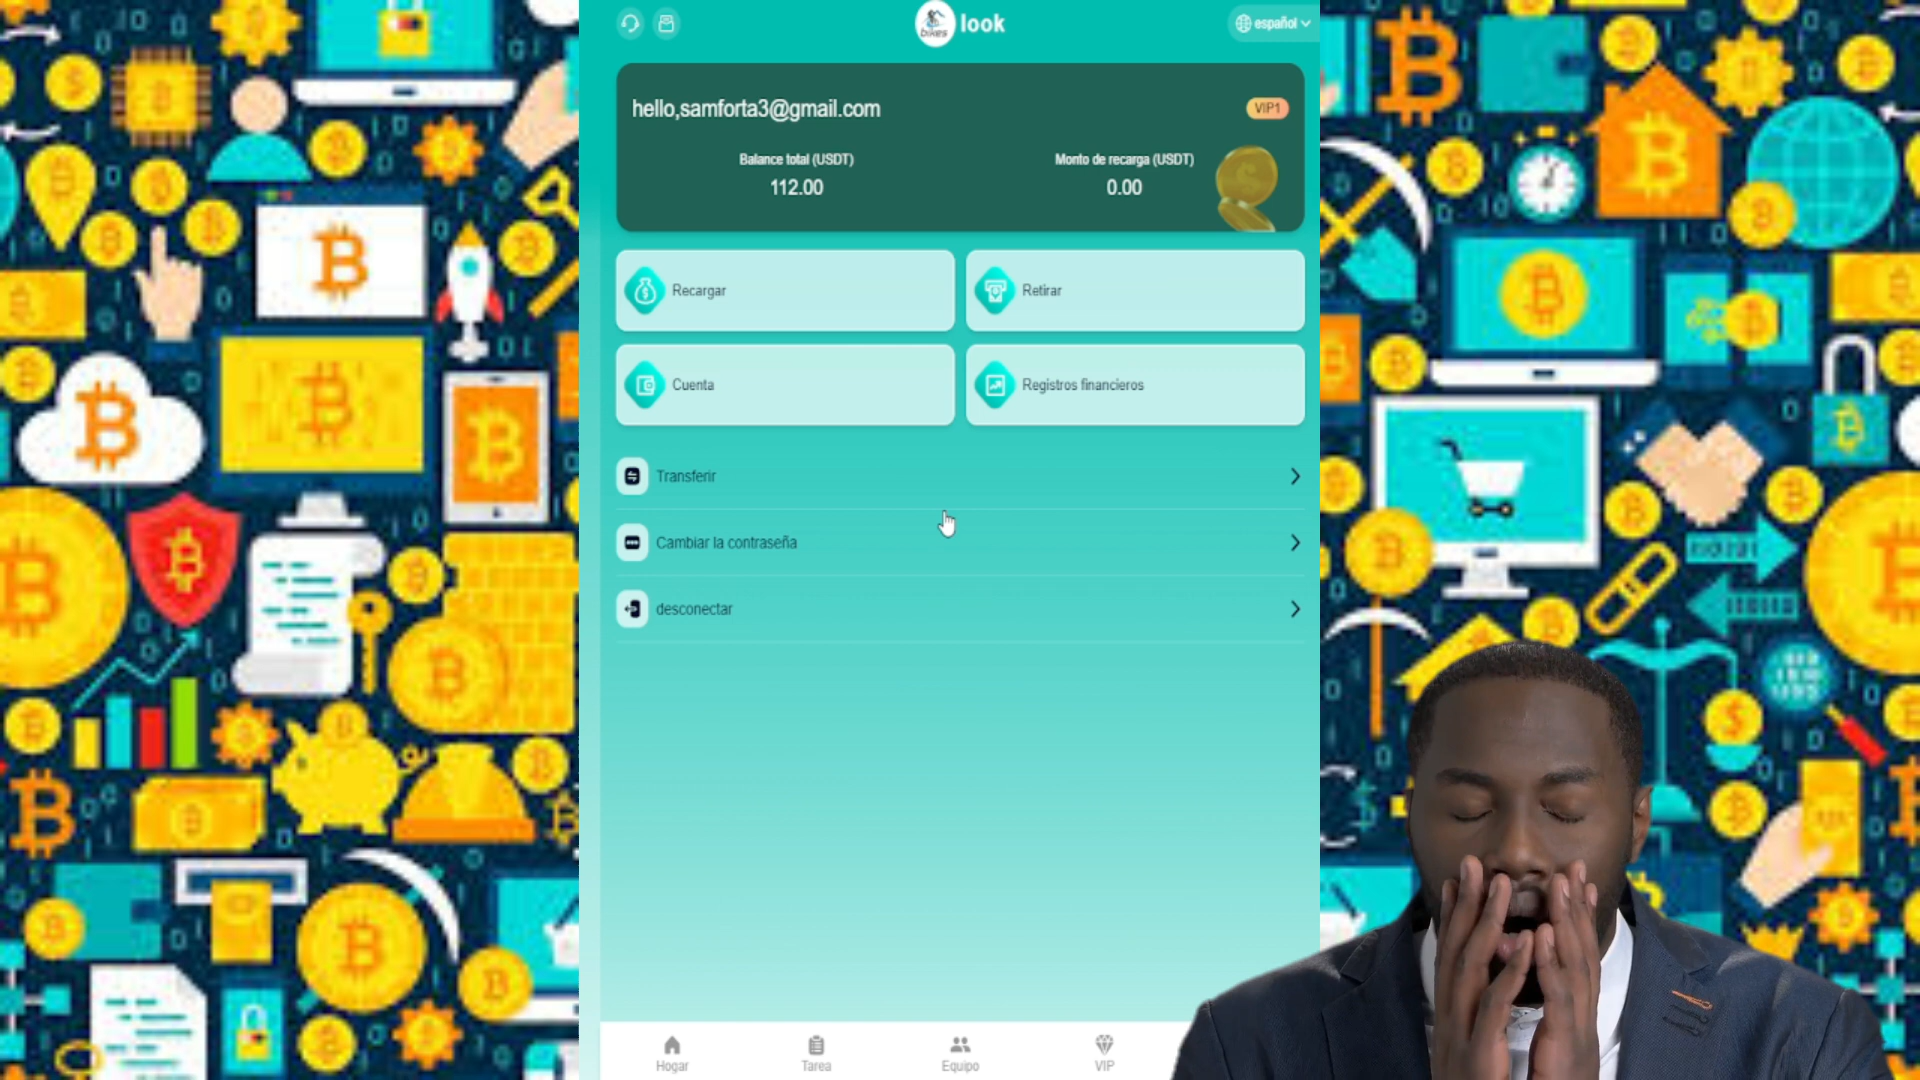 bikes look
español
hello,samforta3@gmail.com
VIP1
Balance total (USDT)
Monto de recarga (USDT)
112.00
0.00
Recargar
Retirar
Cuenta
Registros financieros
Transferir
Cambiar la contraseña
desconectar
Hogar
Tarea
Equipo
VIP